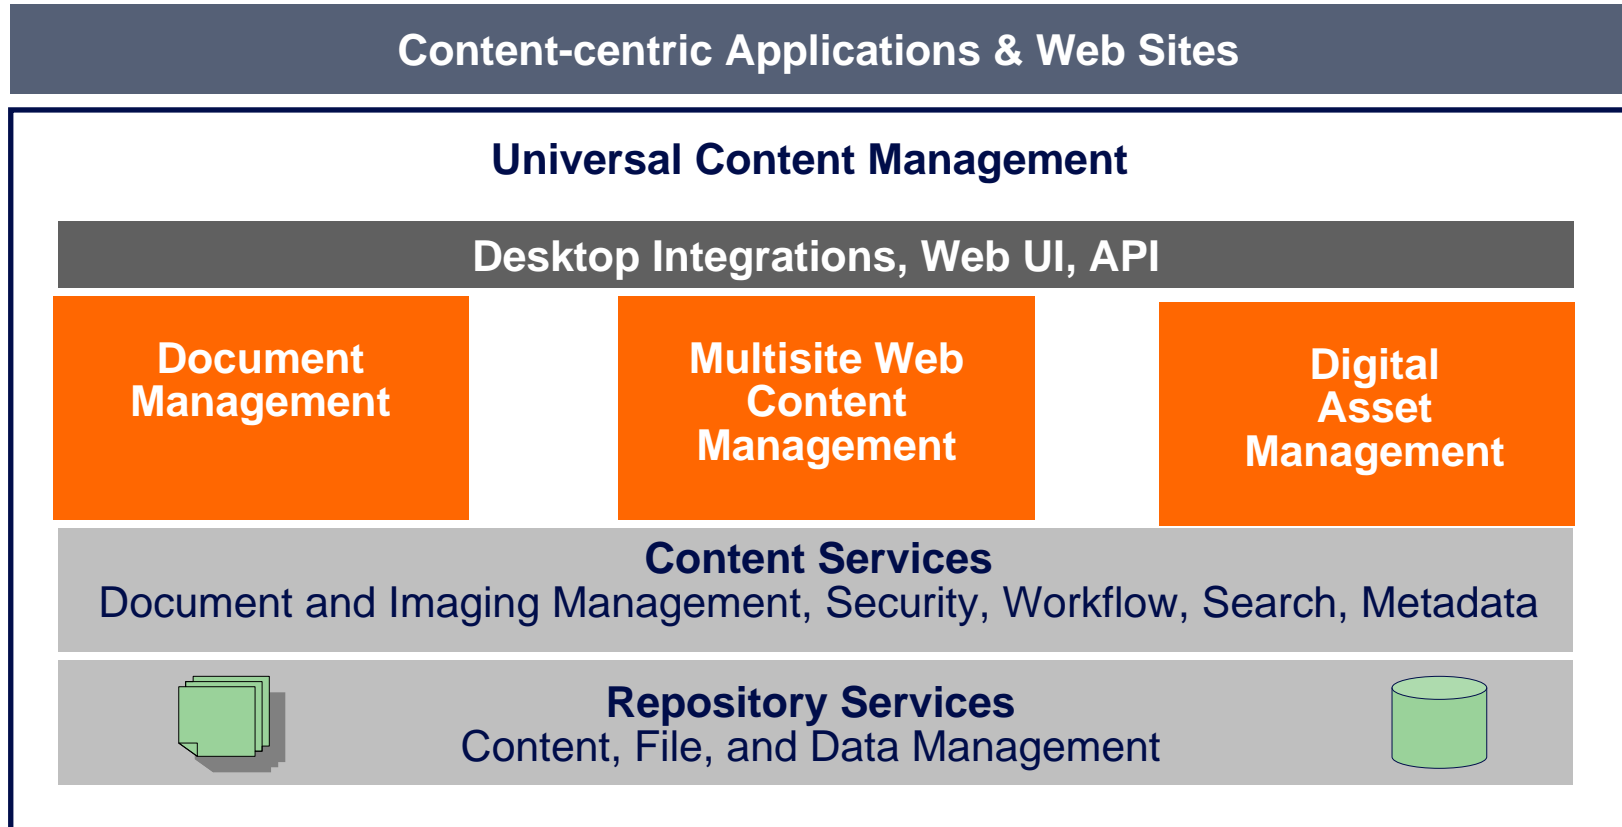 Content-centric Applications & Web Sites
Universal Content Management
Desktop Integrations, Web UI, API
Document
Management
Multisite Web
Content
Management
Digital
Asset
Management
Content Services
Document and Imaging Management, Security, Workflow, Search, Metadata
Repository Services
Content, File, and Data Management